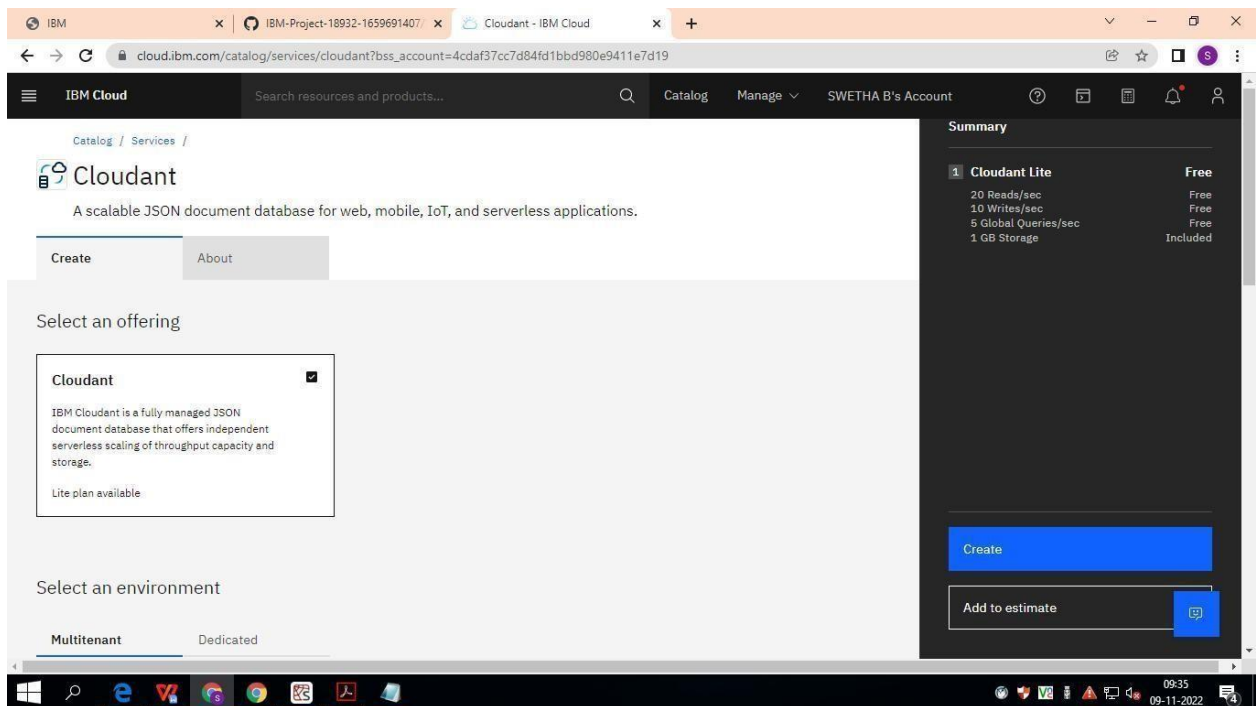 IBM
IBM-Project-18932-1659691407/
Cloudant - IBM Cloud
cloud.ibm.com/catalog/services/cloudant?bss_account=4cdaf37cc7d84fd1bbd980e9411e7d19
S
IBM Cloud
Search resources and products...
Catalog
Manage
SWETHA B's Account
Catalog / Services /
Cloudant
A scalable JSON document database for web, mobile, IoT, and serverless applications.
Create
About
Select an offering
Cloudant
IBM Cloudant is a fully managed JSON
document database that offers independent
serverless scaling of throughput capacity and
storage.
Lite plan available
Select an environment
Multitenant
Dedicated
Summary
1 Cloudant Lite Free
20 Reads/sec Free
10 Writes/sec Free
5 Global Queries/sec Free
1 GB Storage Included
Create
Add to estimate
09:35
09-11-2022
4